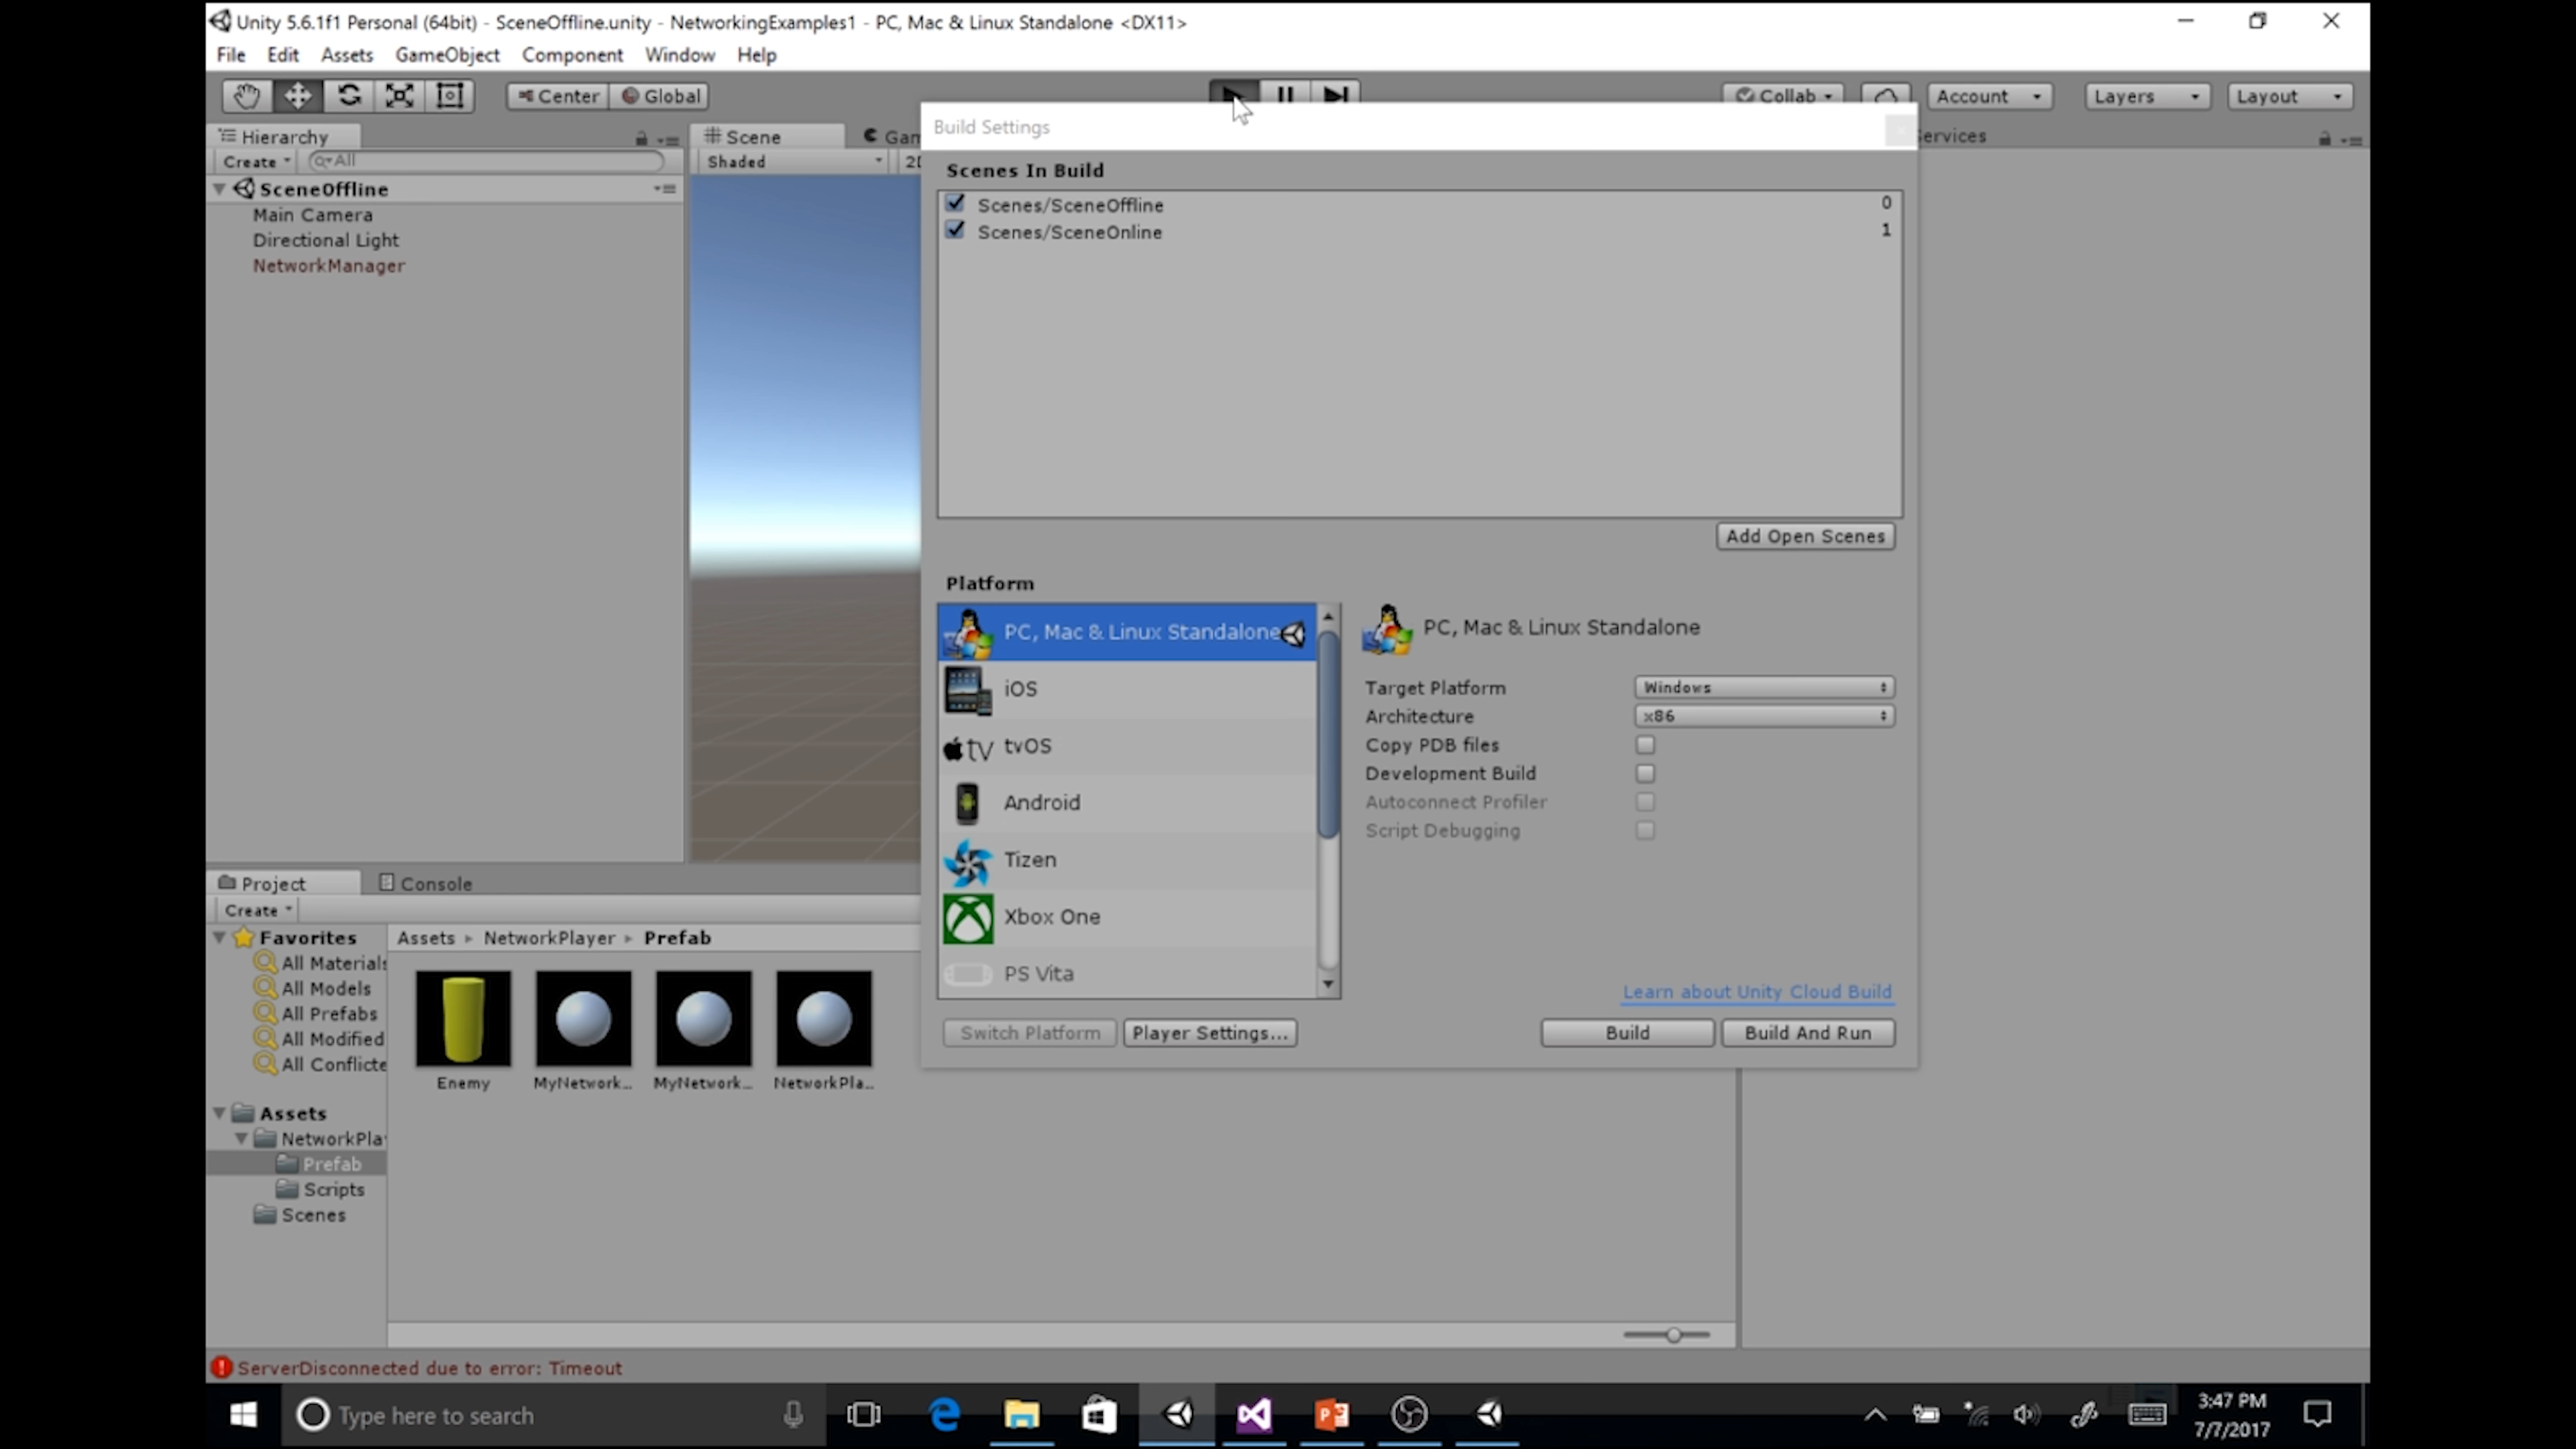 Unity 5.6.1f1 Personal (64bit) - SceneOffline.unity - NetworkingExamples1 - PC, Mac & Linux Standalone <DX11>
File Edit Assets GameObject Component Window Help
Center Global Collab Account Layers Layout
Hierarchy
Create All
SceneOffline
Main Camera
Directional Light
NetworkManager
Scene Gam
Shaded 2D
Services
Build Settings
Scenes In Build
Scenes/SceneOffline 0
Scenes/SceneOnline 1
Add Open Scenes
Platform
PC, Mac & Linux Standalone
iOS
tv tvOS
Android
Tizen
Xbox One
PS Vita
PC, Mac & Linux Standalone
Target Platform Windows
Architecture x86
Copy PDB files
Development Build
Autoconnect Profiler
Script Debugging
Learn about Unity Cloud Build
Switch Platform Player Settings... Build Build And Run
Project Console
Create
Favorites
All Materials
All Models
All Prefabs
All Modified
All Conflicte
Assets
NetworkPlay
Prefab
Scripts
Scenes
Assets NetworkPlayer Prefab
Enemy MyNetwork... MyNetwork... NetworkPla...
ServerDisconnected due to error: Timeout
Type here to search
3:47 PM
7/7/2017